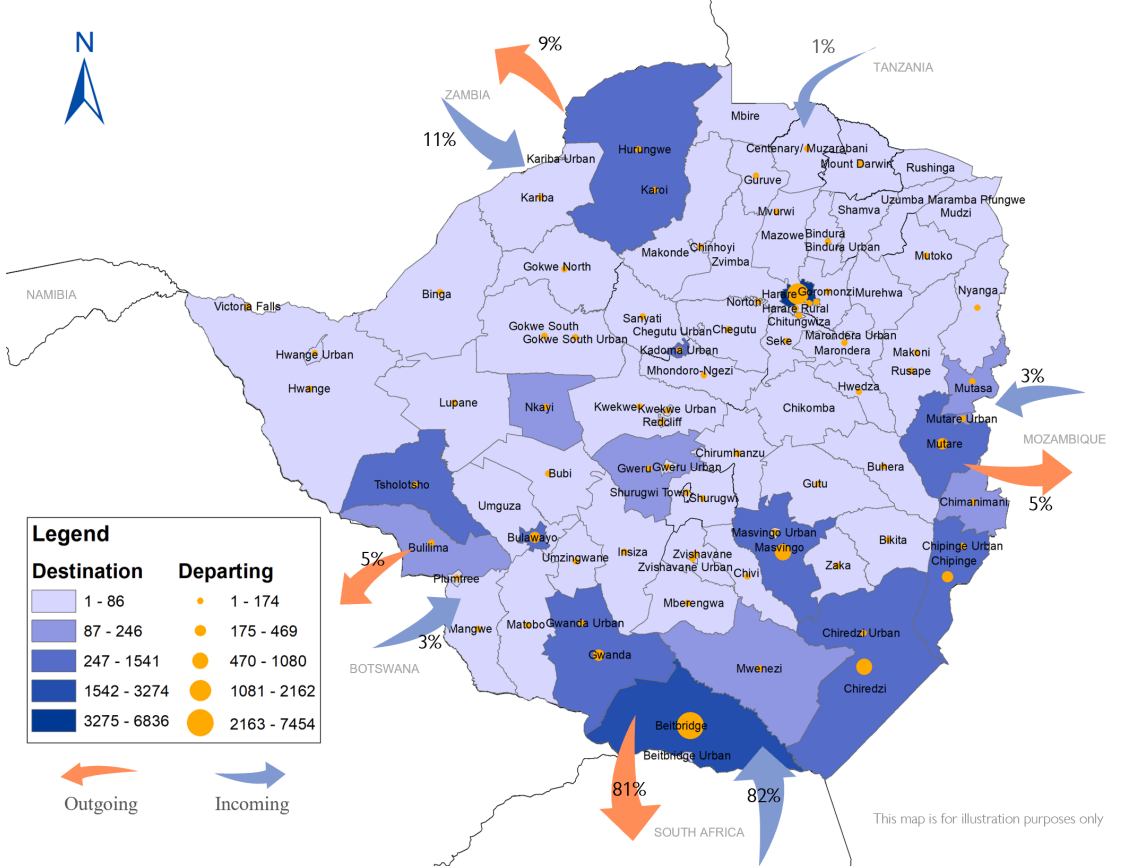 N
9%
1%
TANZANIA
ZAMBIA
11%
Mbire
Centenary/ Muzarabani
Hurungwe
Kariba Urban
Mount Darwin
Rushinga
Guruve
Karoi
Kariba
Uzumba Maramba Pfungwe
Mudzi
Mvurwi
Shamva
Mazowe
Bindura
Bindura Urban
Makonde
Chinhoyi
Zvimba
Mutoko
Gokwe North
NAMIBIA
Binga
Harare
Goromonzi
Murehwa
Nyanga
Victoria Falls
Norton
Harare Rural
Chitungwiza
Sanyati
Gokwe South
Gokwe South Urban
Chegutu Urban
Chegutu
Seke
Marondera Urban
Marondera
Kadoma Urban
Makoni
Hwange Urban
Mhondoro-Ngezi
Rusape
3%
Hwange
Hwedza
Mutasa
Lupane
Nkayi
Kwekwe
Kwekwe Urban
Redcliff
Chikomba
Mutare Urban
Mutare
MOZAMBIQUE
Chirumhanzu
Bubi
Gweru
Gweru Urban
Buhera
Tsholotsho
Gutu
Shurugwi Town
Shurugwi
Chimanimani
5%
Umguza
Legend
Destination
Departing
1 - 86
1 - 174
87 - 246
175 - 469
247 - 1541
470 - 1080
1542 - 3274
1081 - 2162
3275 - 6836
2163 - 7454
Outgoing
Incoming
Bulawayo
Masvingo Urban
Masvingo
Bikita
Chipinge Urban
Chipinge
Bulilima
5%
Umzingwane
Insiza
Zvishavane
Zvishavane Urban
Chivi
Zaka
Plumtree
Mberengwa
Mangwe
Matobo
Gwanda Urban
3%
BOTSWANA
Chiredzi Urban
Gwanda
Mwenezi
Chiredzi
Beitbridge
Beitbridge Urban
81%
82%
SOUTH AFRICA
This map is for illustration purposes only